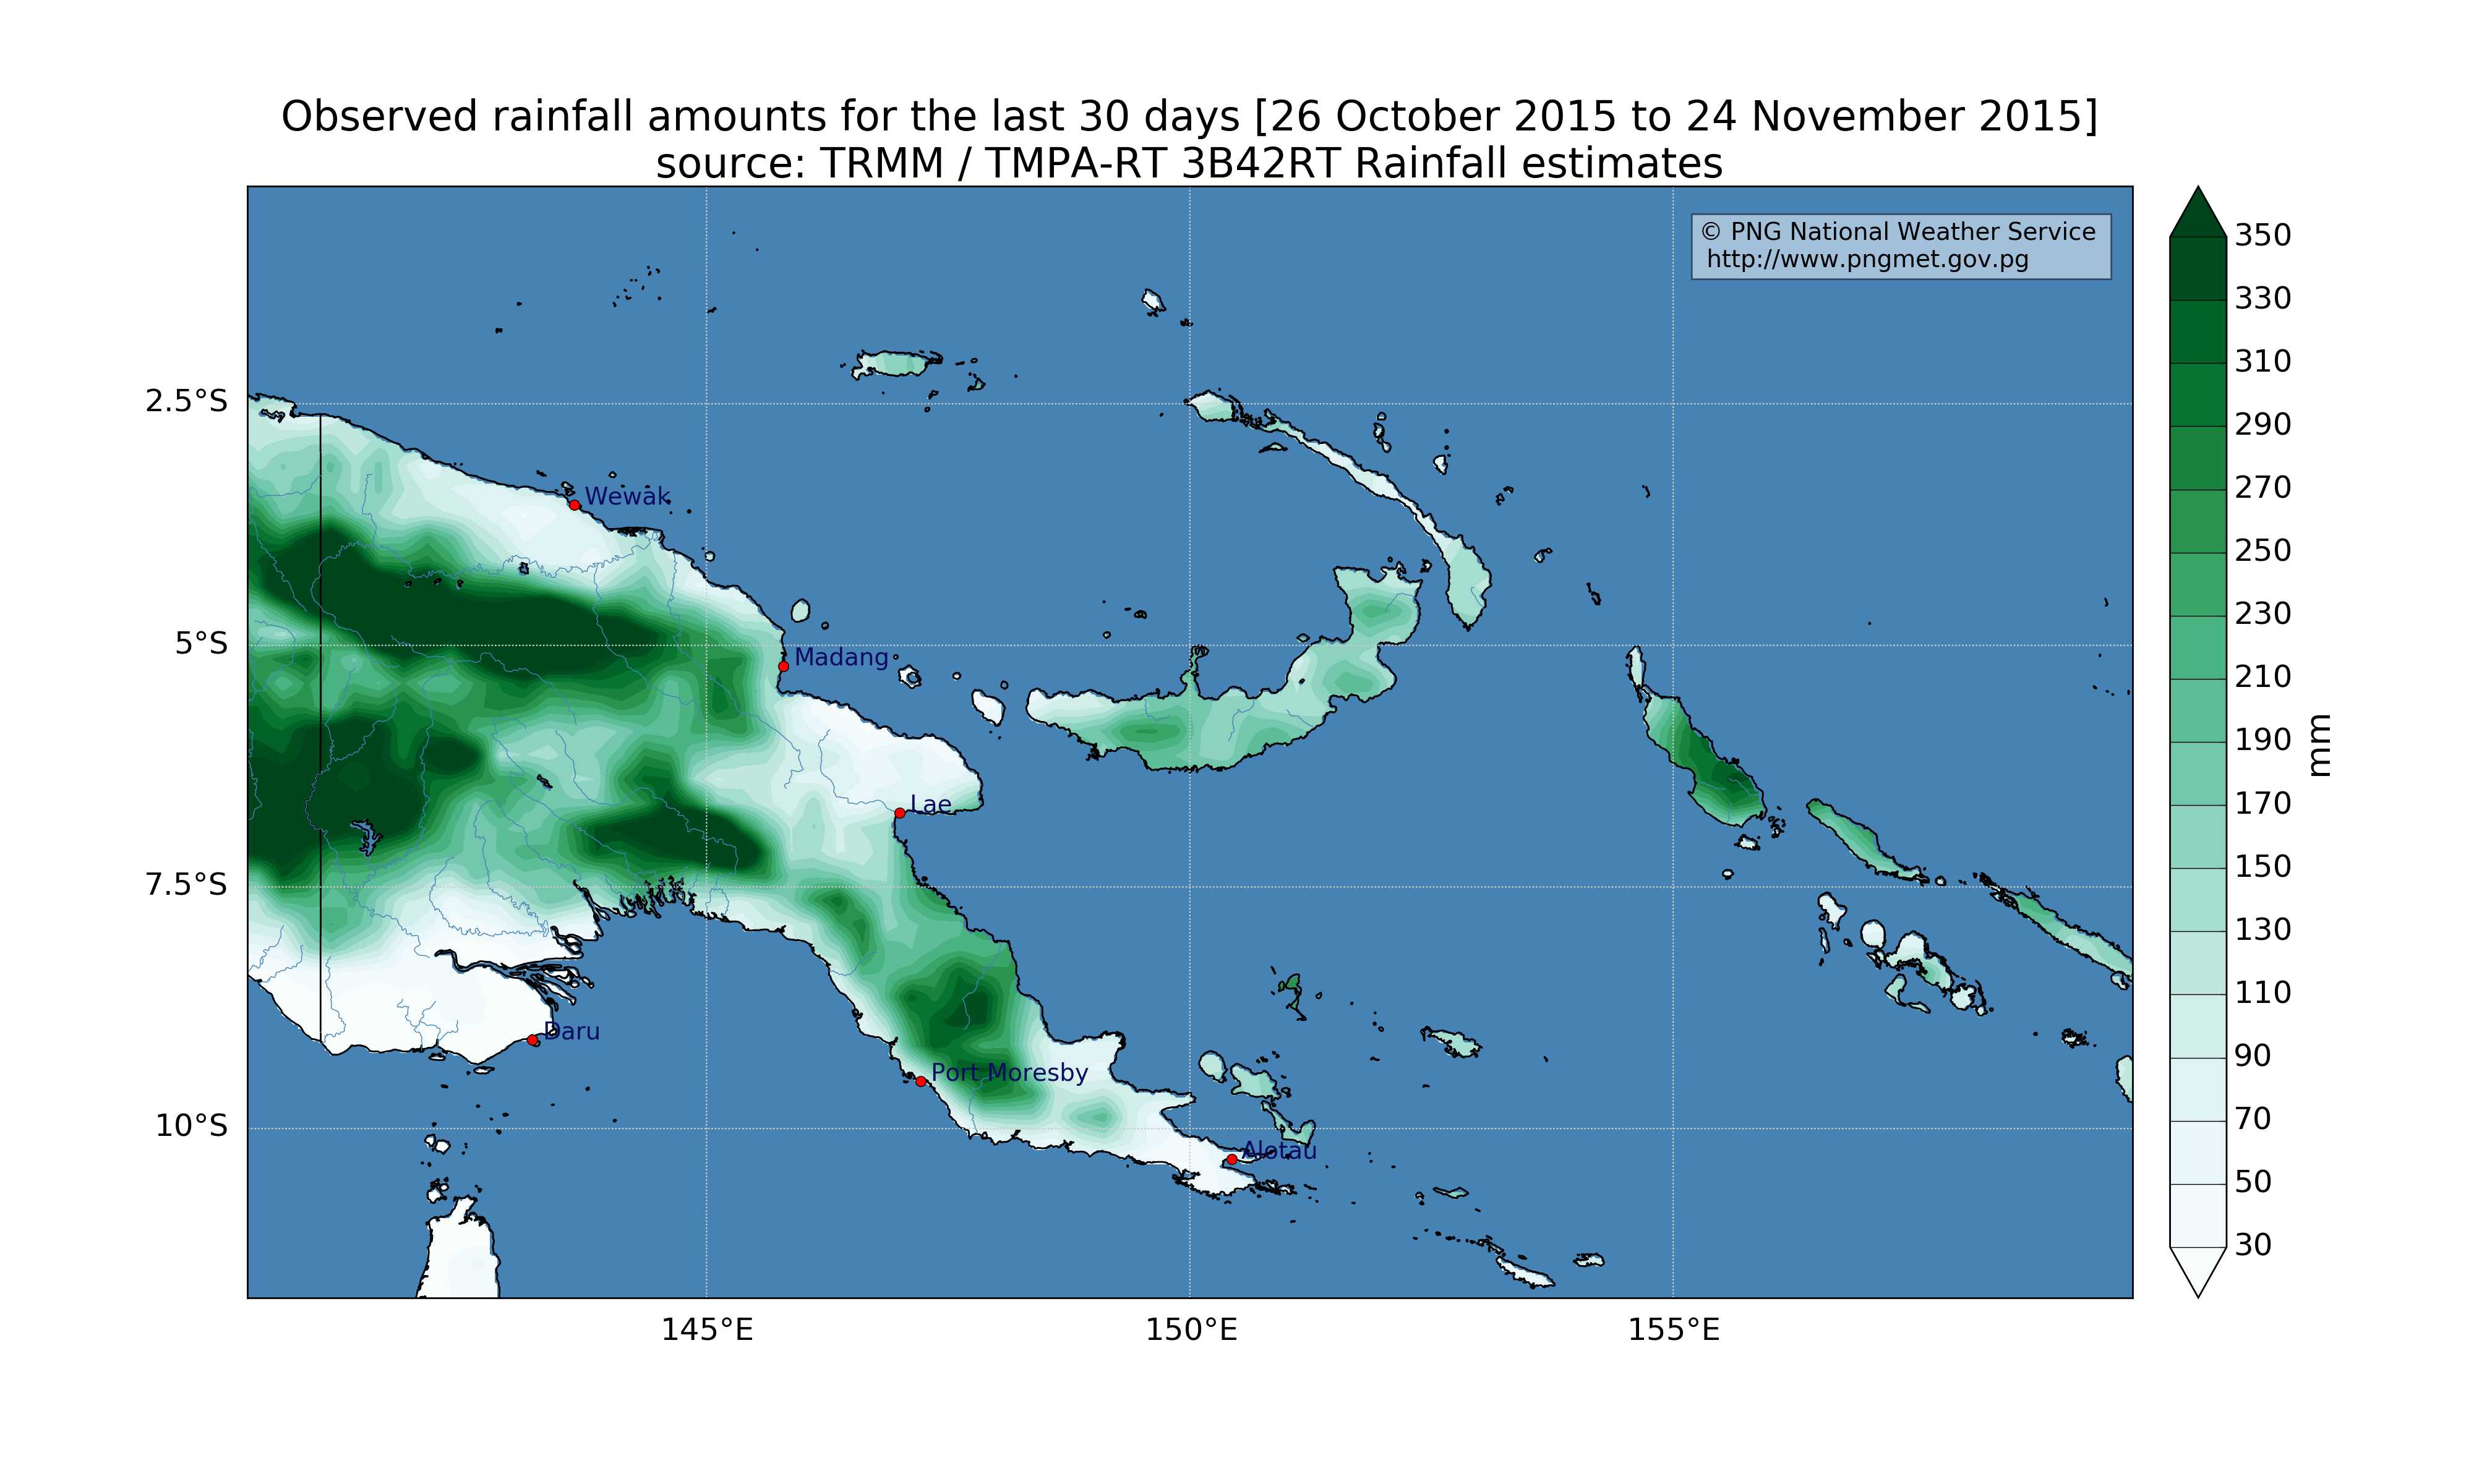 Observed rainfall amounts for the last 30 days [26 October 2015 to 24 November 2015]
source: TRMM / TMPA-RT 3B42RT Rainfall estimates
© PNG National Weather Service
http://www.pngmet.gov.pg
350
330
310
290
270
250
230
210
190
170
150
130
110
90
70
50
30
mm
2.5°S
5°S
7.5°S
10°S
Wewak
Madang
Lae
Daru
Port Moresby
Alotau
145°E
150°E
155°E